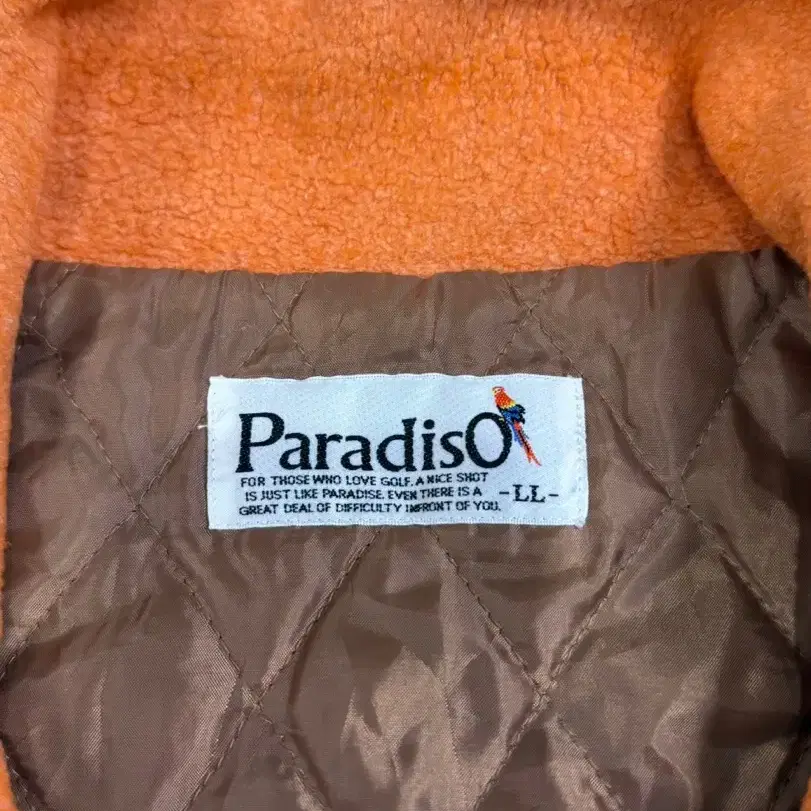 ParadisO
FOR THOSE WHO LOVE GOLF. A NICE SHOT
IS JUST LIKE PARADISE. EVEN THERE IS A
GREAT DEAL OF DIFFICULTY INFRONT OF YOU.
-LL-